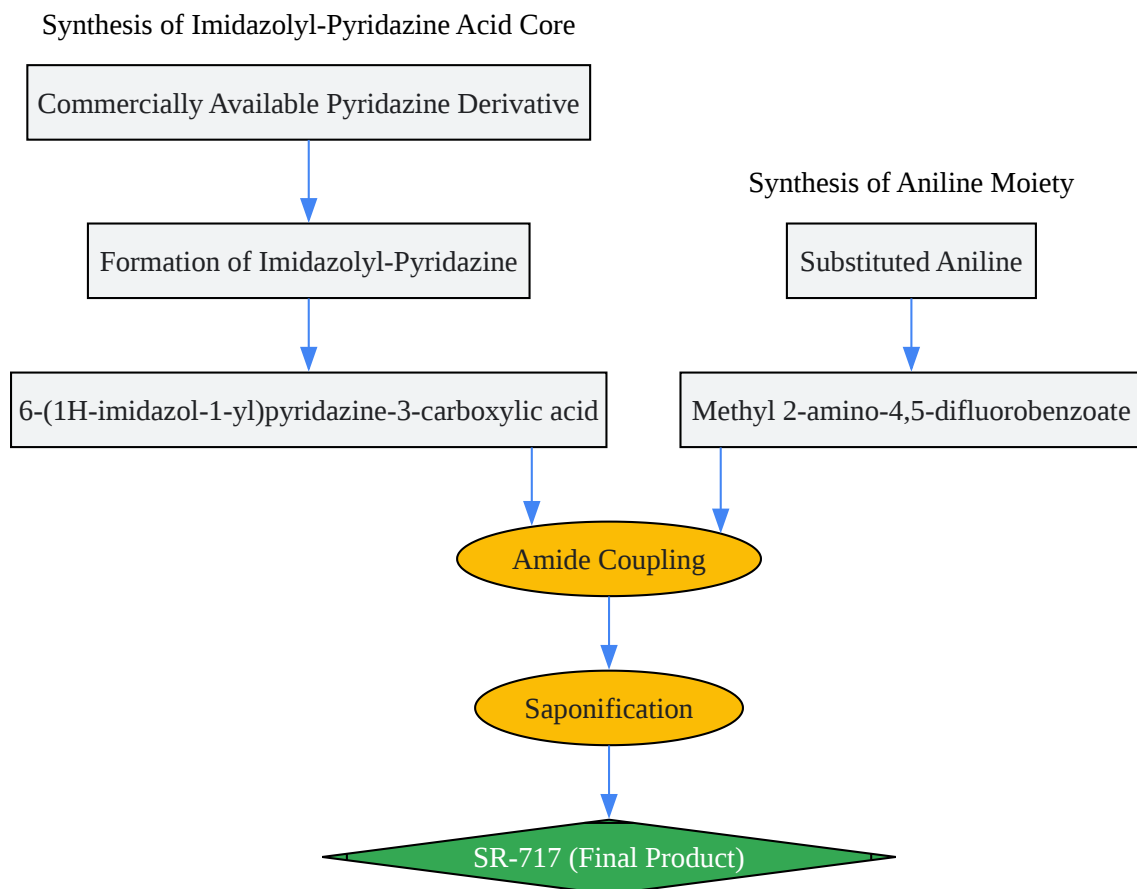 Synthesis of Imidazolyl-Pyridazine Acid Core
Commercially Available Pyridazine Derivative
Synthesis of Aniline Moiety
Formation of Imidazolyl-Pyridazine
Substituted Aniline
6-(1H-imidazol-1-yl)pyridazine-3-carboxylic acid
Methyl 2-amino-4,5-difluorobenzoate
Amide Coupling
Saponification
SR-717 (Final Product)